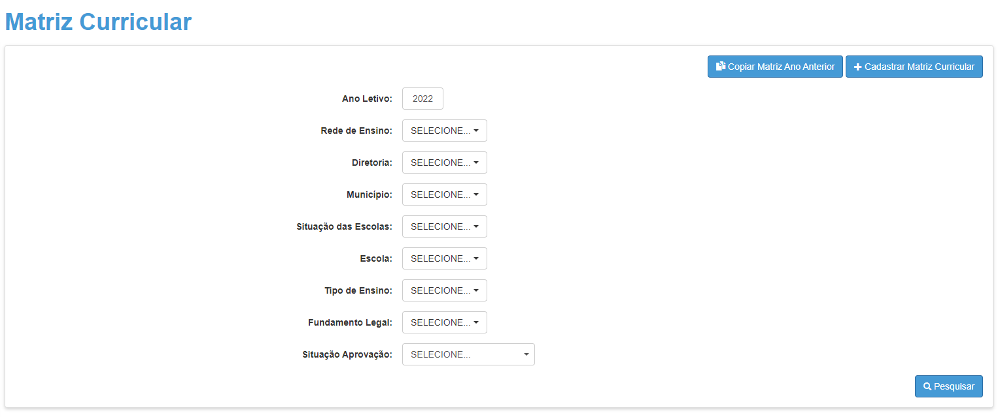 Matriz Curricular
Copiar Matriz Ano Anterior
Cadastrar Matriz Curricular
Ano Letivo: 2022
Rede de Ensino: SELECIONE...
Diretoria: SELECIONE...
Município: SELECIONE...
Situação das Escolas: SELECIONE...
Escola: SELECIONE...
Tipo de Ensino: SELECIONE...
Fundamento Legal: SELECIONE...
Situação Aprovação: SELECIONE...
Pesquisar